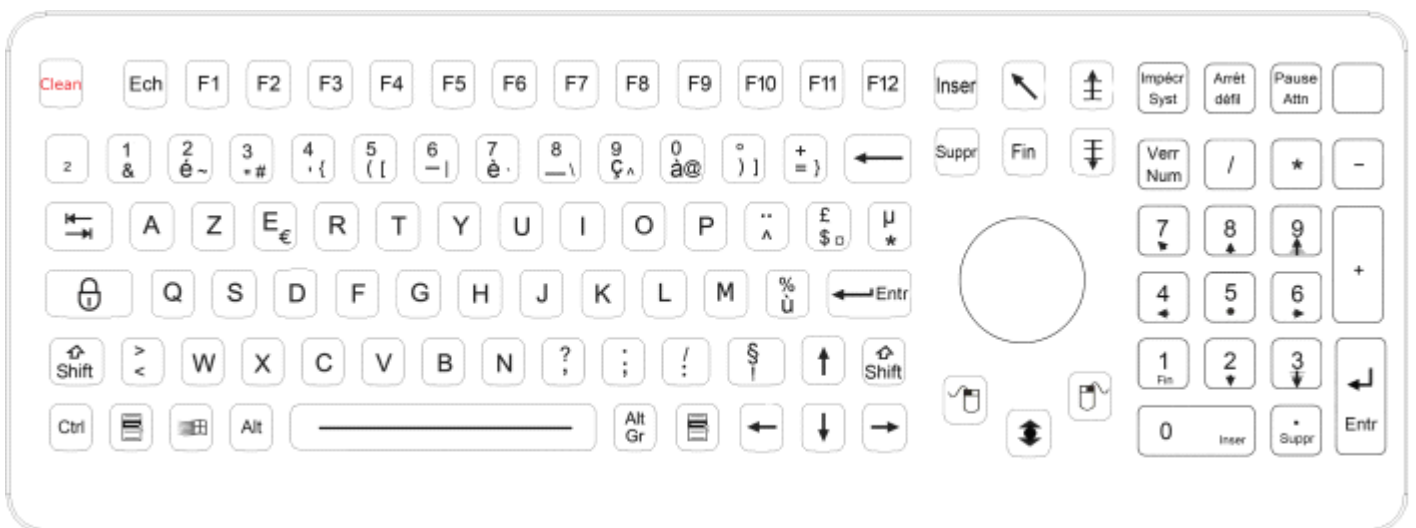 Clean Ech F1 F2 F3 F4 F5 F6 F7 F8 F9 F10 F11 F12 Inser Impécr Arrêt Pause
Syst défil Attn
1 2 3 4 5 6 7 8 9 0 ° +
² & é ~ " # ' { ( [ — | è ` _ \ ç ^ à @ ) ] = } Suppr Fin Verr / * −
Num
A Z E € R T Y U I O P ¨ £ µ 7 8 9
^ $ ¤ *
Q S D F G H J K L M % Entr 4 5 6 +
ù
Shift > W X C V B N ? . / § Shift 1 2 3
< , ; : ! Fin
Ctrl Alt Alt 0 Inser . Entr
Gr Suppr